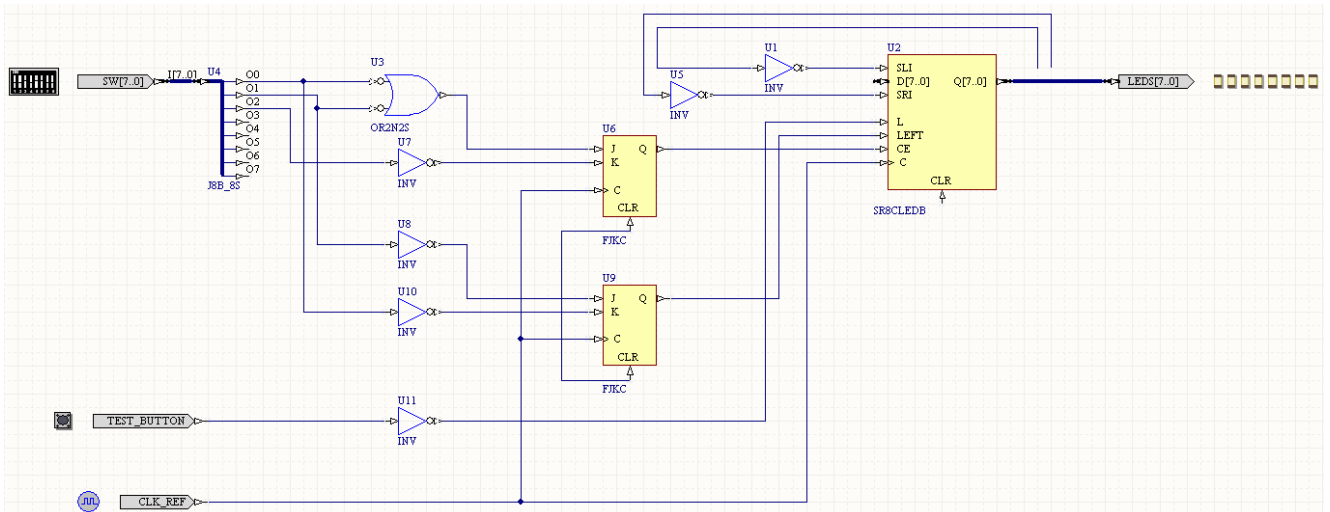 SW[7..0]
I[7..0]
U4
O0
O1
O2
O3
O4
O5
O6
O7
J8B_8S
U3
OR2N2S
U7
INV
U8
INV
U10
INV
U11
INV
U6
J
Q
K
C
CLR
FJKC
U9
J
Q
K
C
CLR
FJKC
U1
INV
U5
INV
U2
SLI
D[7..0]
Q[7..0]
SRI
L
LEFT
CE
C
CLR
SR8CLEDB
LEDS[7..0]
TEST_BUTTON
CLK_REF